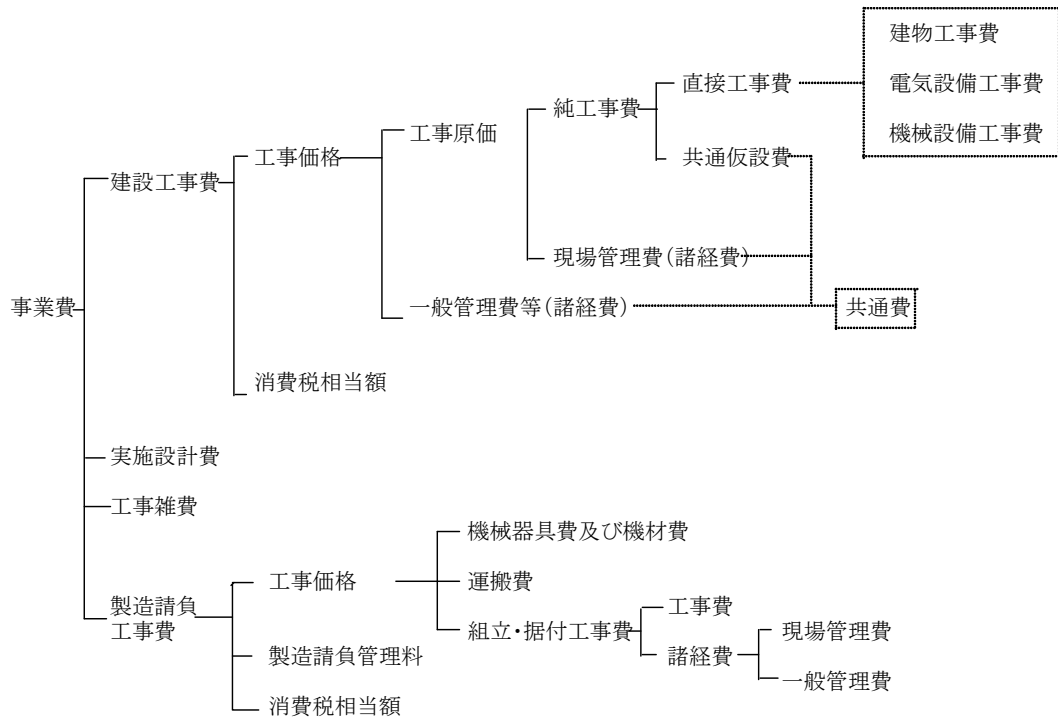 建物工事費
直接工事費
電気設備工事費
純工事費
工事原価
機械設備工事費
工事価格
共通仮設費
建設工事費
現場管理費(諸経費)
事業費
一般管理費等(諸経費)
共通費
消費税相当額
実施設計費
工事雑費
機械器具費及び機材費
工事価格
運搬費
製造請負
工事費
工事費
組立・据付工事費
現場管理費
製造請負管理料
諸経費
一般管理費
消費税相当額